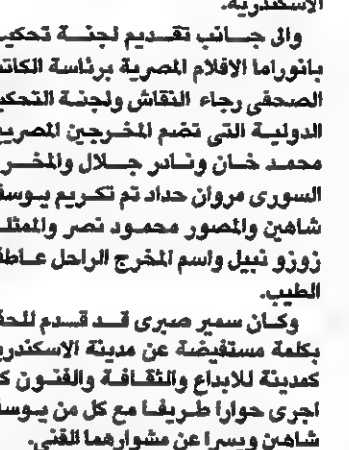 الاسكندرية.
والى جانب تقديم لجنة تحكيم
بانوراما الافلام المصرية برئاسة الكاتب
الصحفى رجاء النقاش ولجنة التحكيم
الدولية التى تضم المخرجين المصريين
محمد خان ونادر جلال والمخرج
السورى مروان حداد تم تكريم يوسف
شاهين والمصور محمود نصر والممثلة
زوزو نبيل واسم المخرج الراحل عاطف
الطيب.
وكان سمير صبرى قد قدم للحفل
بكلمة مستفيضة عن مدينة الاسكندرية
كمدينة للابداع والثقافة والفنون كما
اجرى حوارا طريفا مع كل من يوسف
شاهين ويسرا عن مشوارهما الفنى.